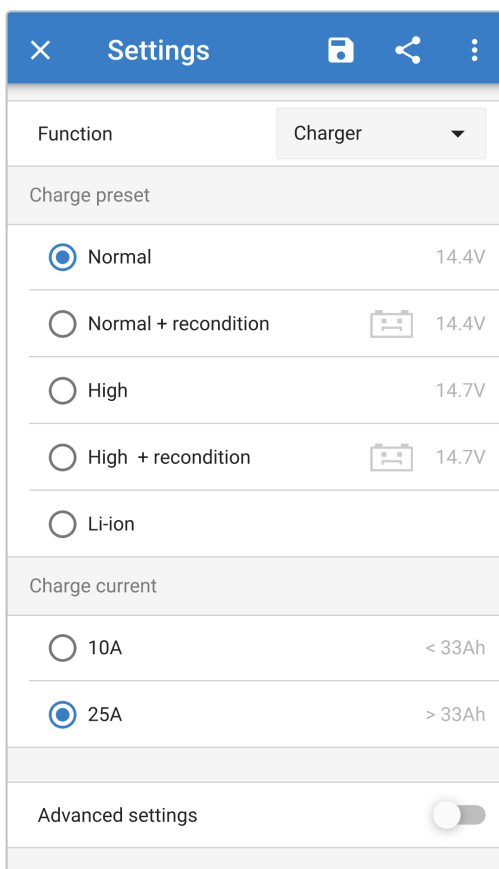 Settings
Function Charger
Charge preset
Normal 14.4V
Normal + recondition 14.4V
High 14.7V
High + recondition 14.7V
Li-ion
Charge current
10A < 33Ah
25A > 33Ah
Advanced settings